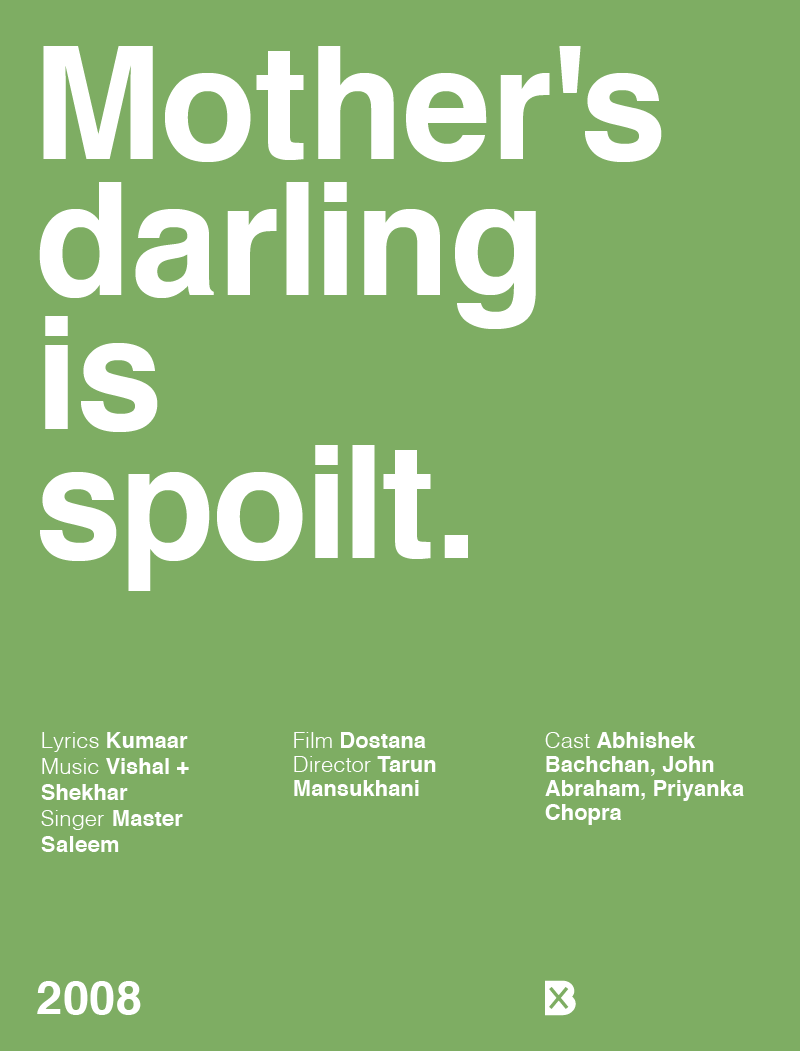 Mother's
darling
is
spoilt.
Lyrics Kumaar
Music Vishal +
Shekhar
Singer Master
Saleem
Film Dostana
Director Tarun
Mansukhani
Cast Abhishek
Bachchan, John
Abraham, Priyanka
Chopra
2008
BX